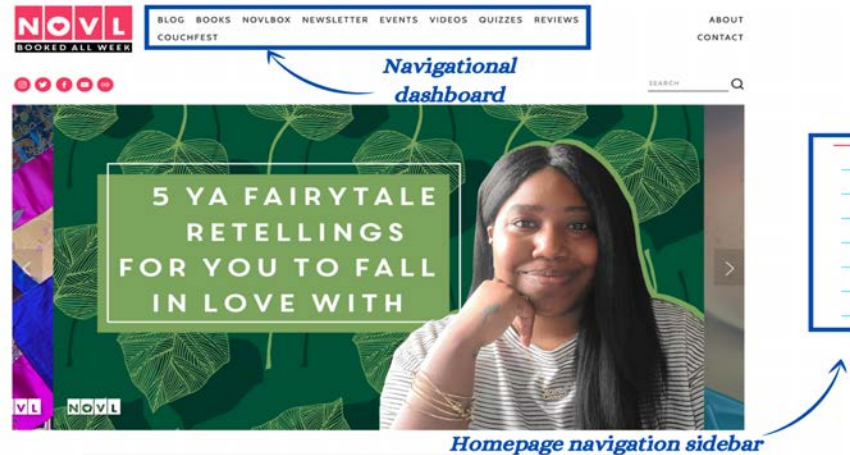 NOVL
BOOKED ALL WEEK
BLOG BOOKS NOVLBOX NEWSLETTER EVENTS VIDEOS QUIZZES REVIEWS
COUCHFEST
ABOUT
CONTACT
Navigational
dashboard
SEARCH
5 YA FAIRYTALE
RETELLINGS
FOR YOU TO FALL
IN LOVE WITH
VL
NOVL
Homepage navigation sidebar